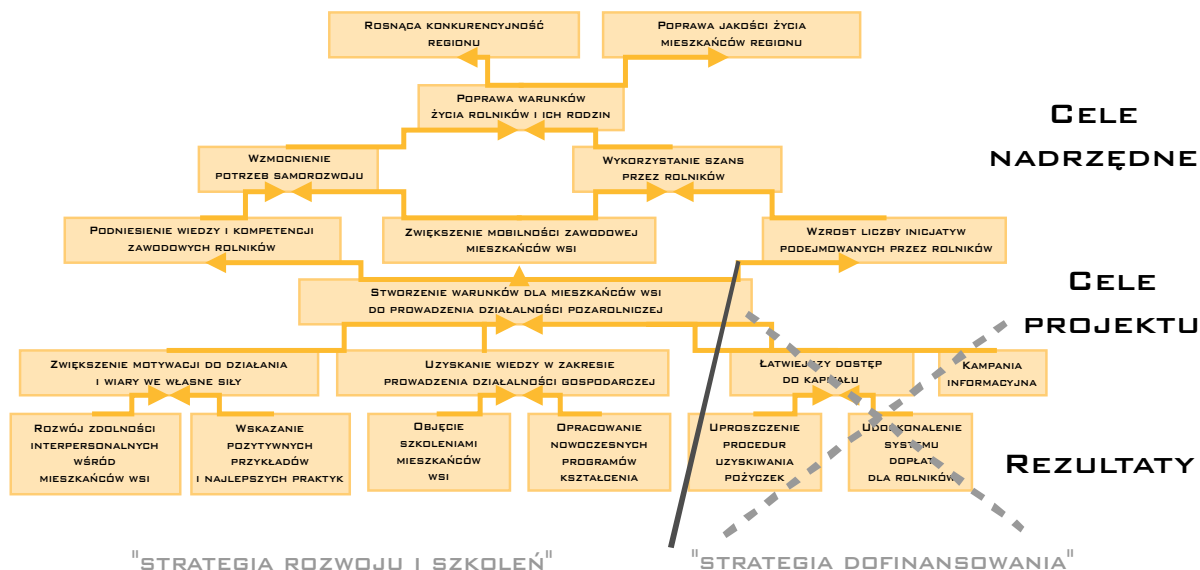 ROSNĄCA KONKURENCYJNOŚĆ
REGIONU
POPRAWA JAKOŚCI ŻYCIA
MIESZKAŃCÓW REGIONU
POPRAWA WARUNKÓW
ŻYCIA ROLNIKÓW I ICH RODZIN
CELE
NADRZĘDNE
WZMOCNIENIE
POTRZEB SAMOROZWOJU
WYKORZYSTANIE SZANS
PRZEZ ROLNIKÓW
PODNIESIENIE WIEDZY I KOMPETENCJI
ZAWODOWYCH ROLNIKÓW
ZWIĘKSZENIE MOBILNOŚCI ZAWODOWEJ
MIESZKAŃCÓW WSI
WZROST LICZBY INICJATYW
PODEJMOWANYCH PRZEZ ROLNIKÓW
CELE
PROJEKTU
STWORZENIE WARUNKÓW DLA MIESZKAŃCÓW WSI
DO PROWADZENIA DZIAŁALNOŚCI POZAROLNICZEJ
ZWIĘKSZENIE MOTYWACJI DO DZIAŁANIA
I WIARY WE WŁASNE SIŁY
UZYSKANIE WIEDZY W ZAKRESIE
PROWADZENIA DZIAŁALNOŚCI GOSPODARCZEJ
ŁATWIEJSZY DOSTĘP
DO KAPITAŁU
KAMPANIA
INFORMACYJNA
ROZWÓJ ZDOLNOŚCI
INTERPERSONALNYCH
WŚRÓD
MIESZKAŃCÓW WSI
WSKAZANIE
POZYTYWNYCH
PRZYKŁADÓW
I NAJLEPSZYCH PRAKTYK
OBJĘCIE
SZKOLENIAMI
MIESZKAŃCÓW
WSI
OPRACOWANIE
NOWOCZESNYCH
PROGRAMÓW
KSZTAŁCENIA
UPROSZCZENIE
PROCEDUR
UZYSKIWANIA
POŻYCZEK
UDOSKONALENIE
SYSTEMU
DOPŁAT
DLA ROLNIKÓW
REZULTATY
"STRATEGIA ROZWOJU I SZKOLEŃ"
"STRATEGIA DOFINANSOWANIA"